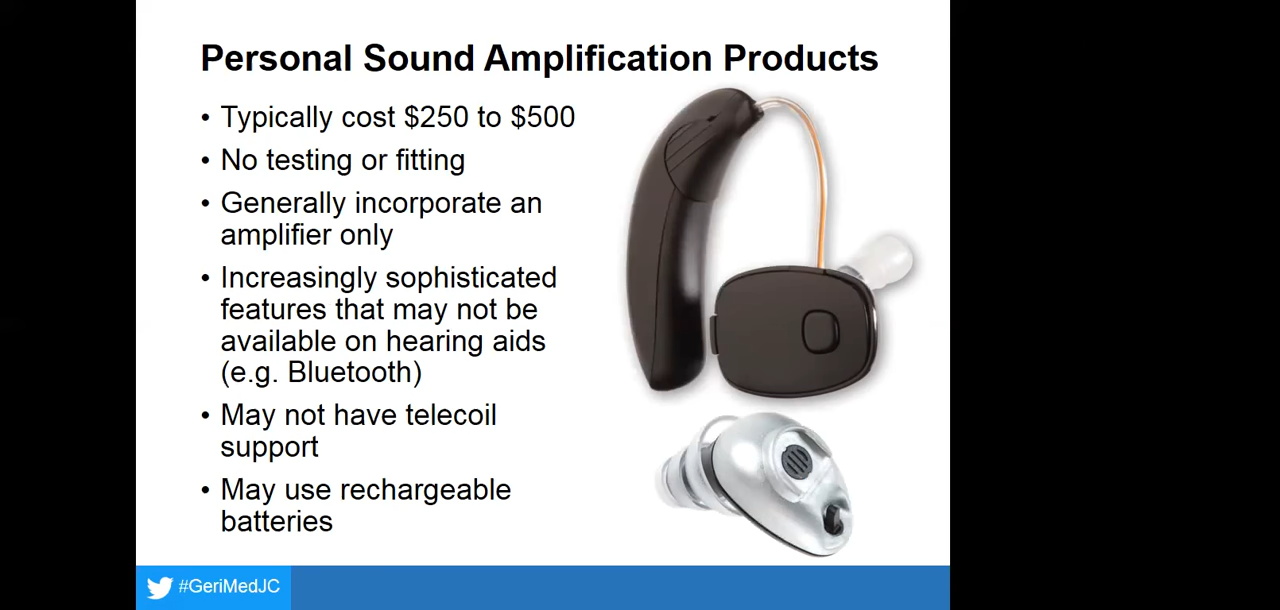 Personal Sound Amplification Products
• Typically cost $250 to $500
• No testing or fitting
• Generally incorporate an
amplifier only
• Increasingly sophisticated
features that may not be
available on hearing aids
(e.g. Bluetooth)
• May not have telecoil
support
• May use rechargeable
batteries
#GeriMedJC